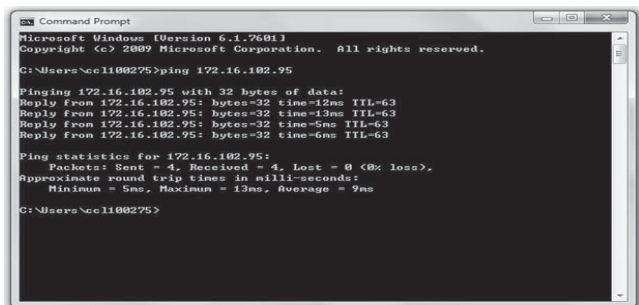 Command Prompt
Microsoft Windows [Version 6.1.7601]
Copyright (c) 2009 Microsoft Corporation.  All rights reserved.
C:\Users\ccl100275>ping 172.16.102.95
Pinging 172.16.102.95 with 32 bytes of data:
Reply from 172.16.102.95: bytes=32 time=12ms TTL=63
Reply from 172.16.102.95: bytes=32 time=13ms TTL=63
Reply from 172.16.102.95: bytes=32 time=5ms TTL=63
Reply from 172.16.102.95: bytes=32 time=6ms TTL=63
Ping statistics for 172.16.102.95:
    Packets: Sent = 4, Received = 4, Lost = 0 (0% loss),
Approximate round trip times in milli-seconds:
    Minimum = 5ms, Maximum = 13ms, Average = 9ms
C:\Users\ccl100275>